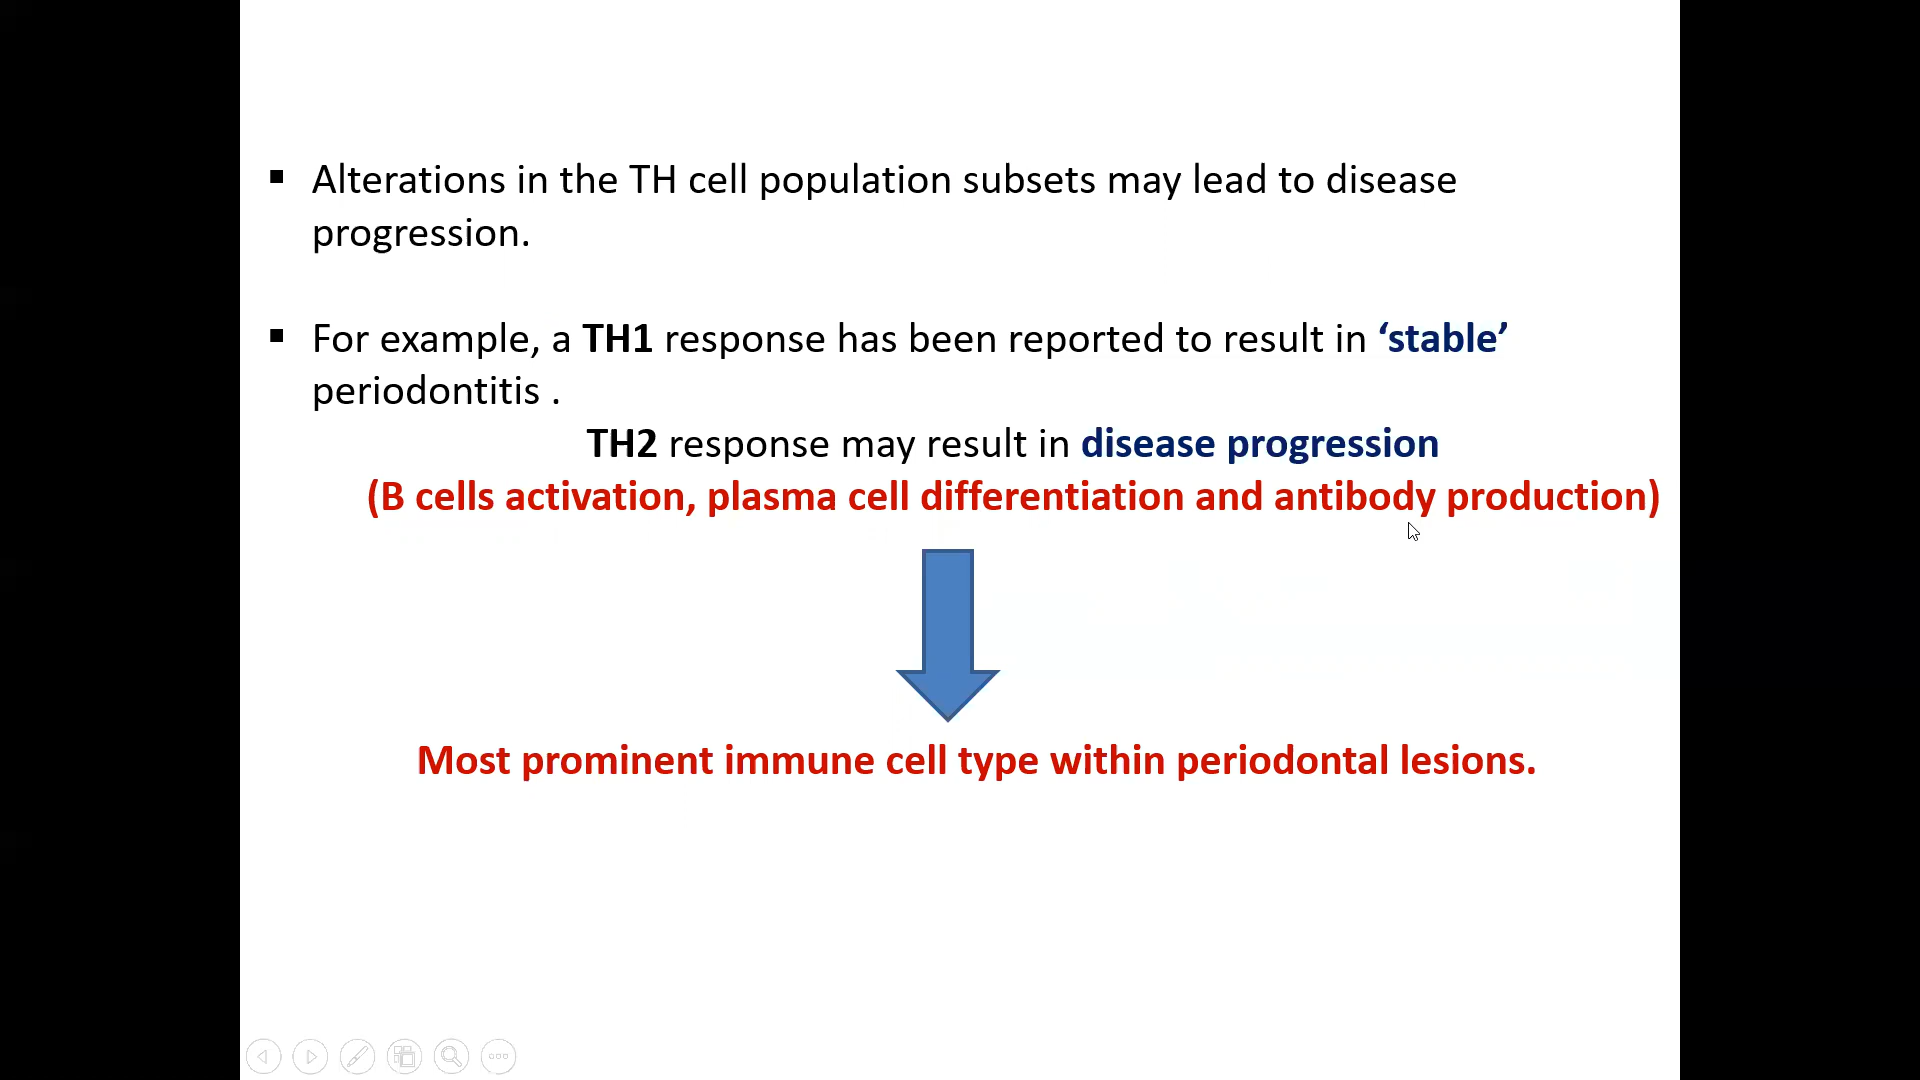 ▪ Alterations in the TH cell population subsets may lead to disease
progression.
▪ For example, a TH1 response has been reported to result in ‘stable’
periodontitis .
TH2 response may result in disease progression
(B cells activation, plasma cell differentiation and antibody production)
Most prominent immune cell type within periodontal lesions.